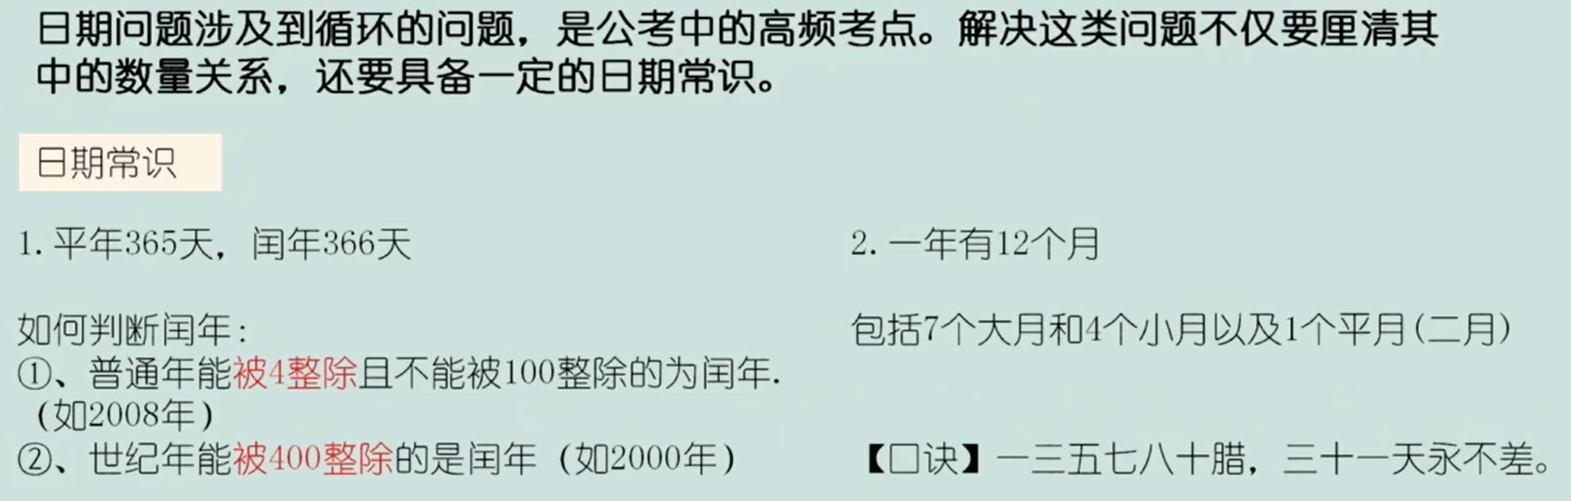 日期问题涉及到循环的问题，是公考中的高频考点。解决这类问题不仅要厘清其
中的数量关系，还要具备一定的日期常识。
日期常识
1.平年365天，闰年366天
如何判断闰年：
①、普通年能被4整除且不能被100整除的为闰年.
（如2008年）
②、世纪年能被400整除的是闰年（如2000年）
2.一年有12个月
包括7个大月和4个小月以及1个平月(二月)
【口诀】一三五七八十腊，三十一天永不差。